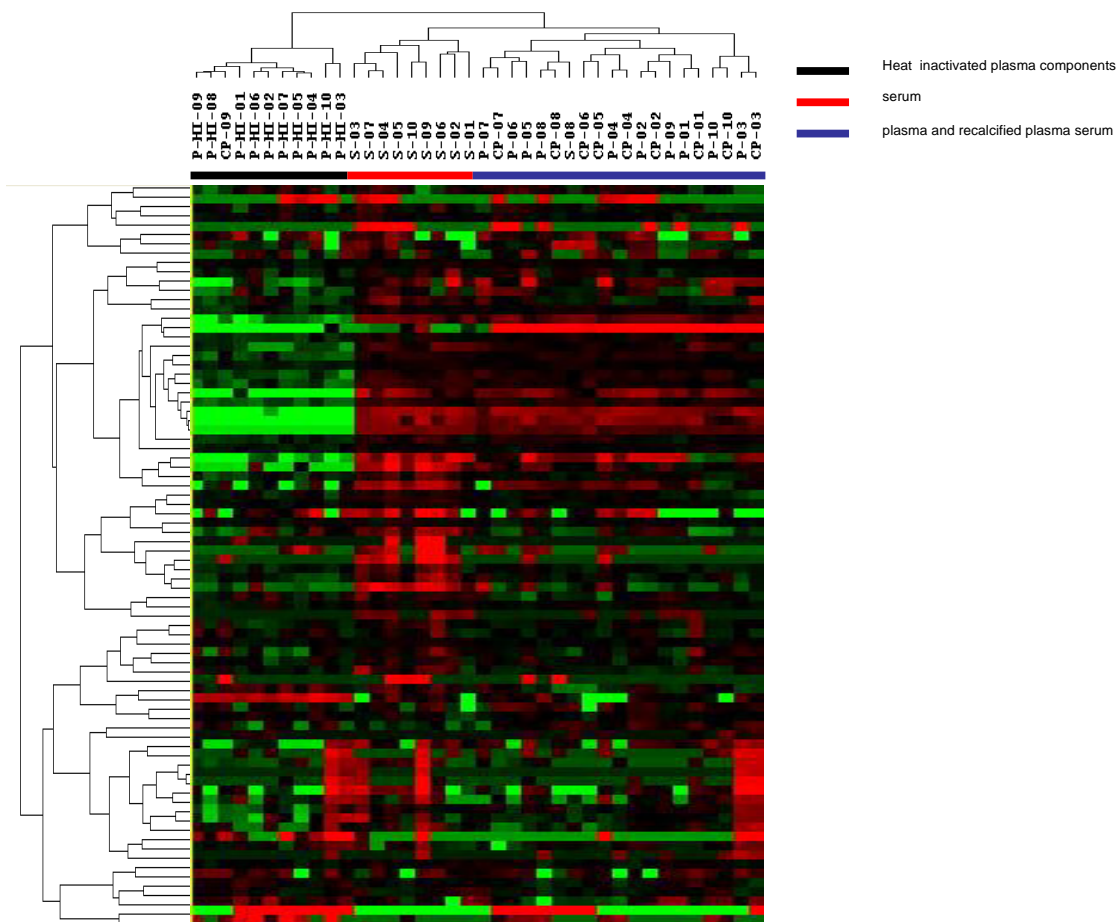 Heat inactivated plasma components
serum
plasma and recalcified plasma serum
P-HI-09
P-HI-08
CP-09
P-HI-01
P-HI-06
P-HI-02
P-HI-07
P-HI-05
P-HI-04
P-HI-10
P-HI-03
S-03
S-07
S-04
S-05
S-10
S-09
S-06
S-02
S-01
P-07
CP-07
P-06
P-05
P-08
CP-08
S-08
CP-06
CP-05
P-04
CP-04
P-02
CP-02
P-09
P-01
CP-01
P-10
CP-10
P-03
CP-03